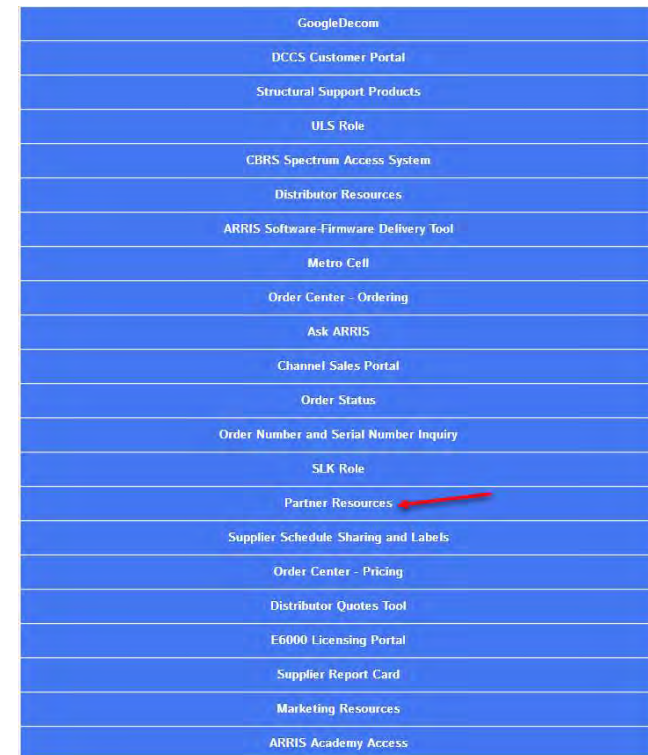 GoogleDecom
DCCS Customer Portal
Structural Support Products
ULS Role
CBRS Spectrum Access System
Distributor Resources
ARRIS Software-Firmware Delivery Tool
Metro Cell
Order Center - Ordering
Ask ARRIS
Channel Sales Portal
Order Status
Order Number and Serial Number Inquiry
SLK Role
Partner Resources
Supplier Schedule Sharing and Labels
Order Center - Pricing
Distributor Quotes Tool
E6000 Licensing Portal
Supplier Report Card
Marketing Resources
ARRIS Academy Access